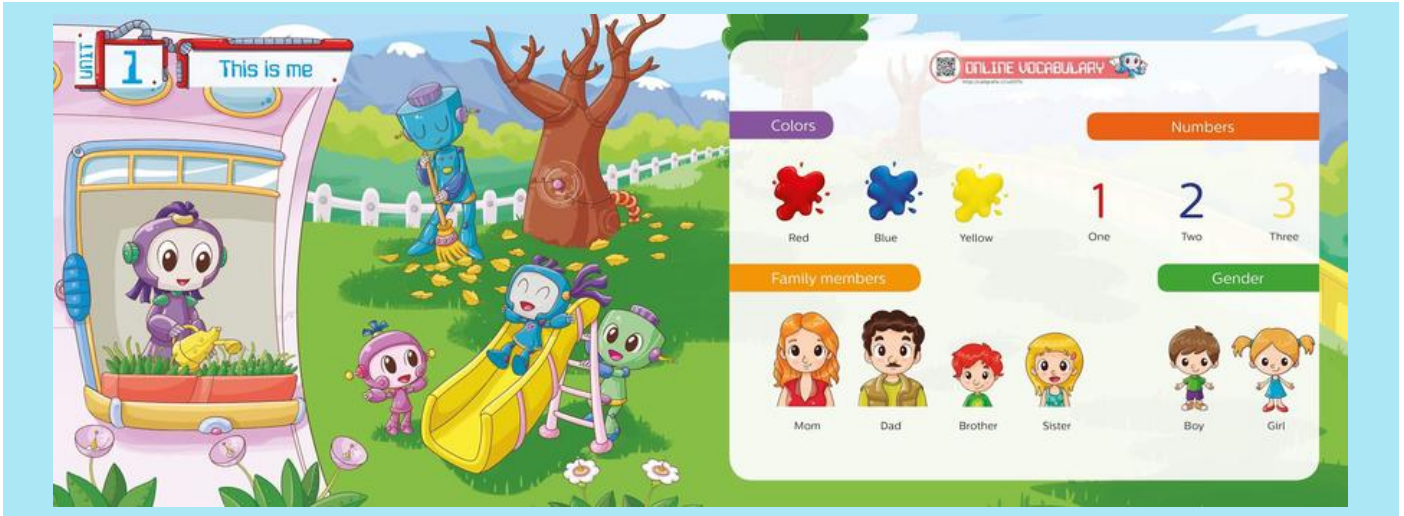 UNIT
1
This is me
ONLINE VOCABULARY
Colors
Numbers
Red
Blue
Yellow
1
2
3
One
Two
Three
Family members
Gender
Mom
Dad
Brother
Sister
Boy
Girl